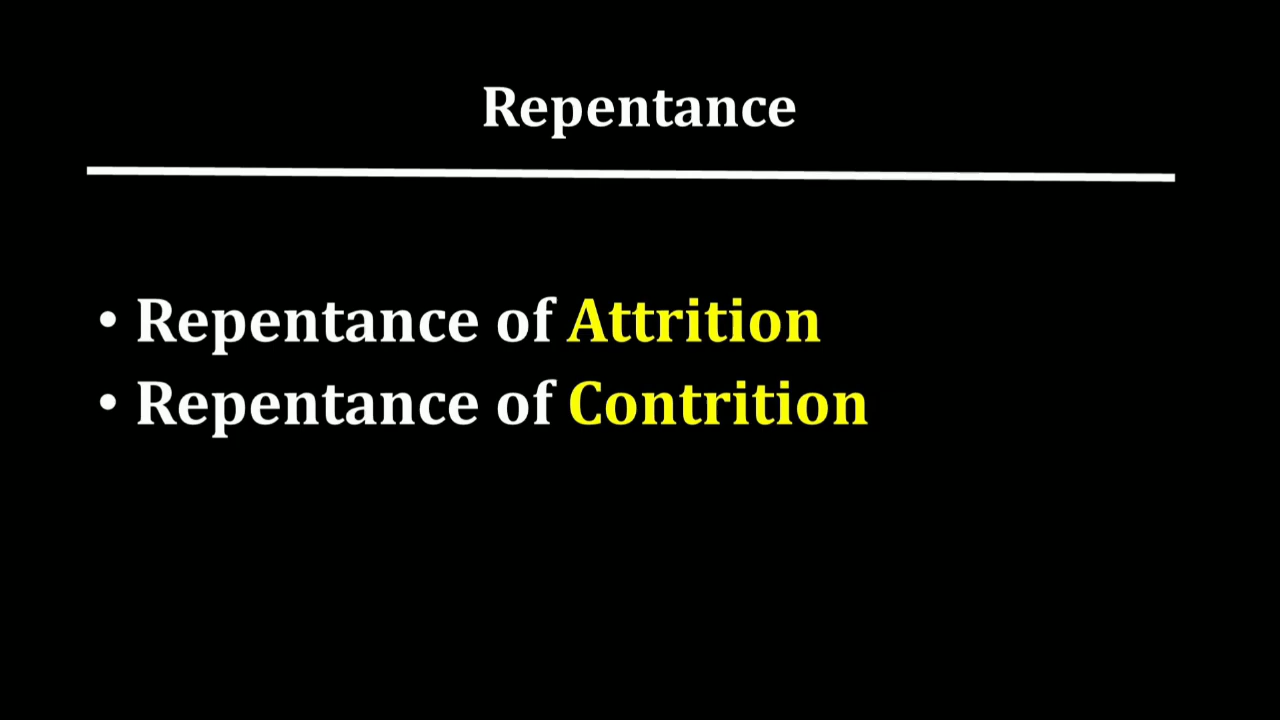 Repentance
• Repentance of Attrition
• Repentance of Contrition